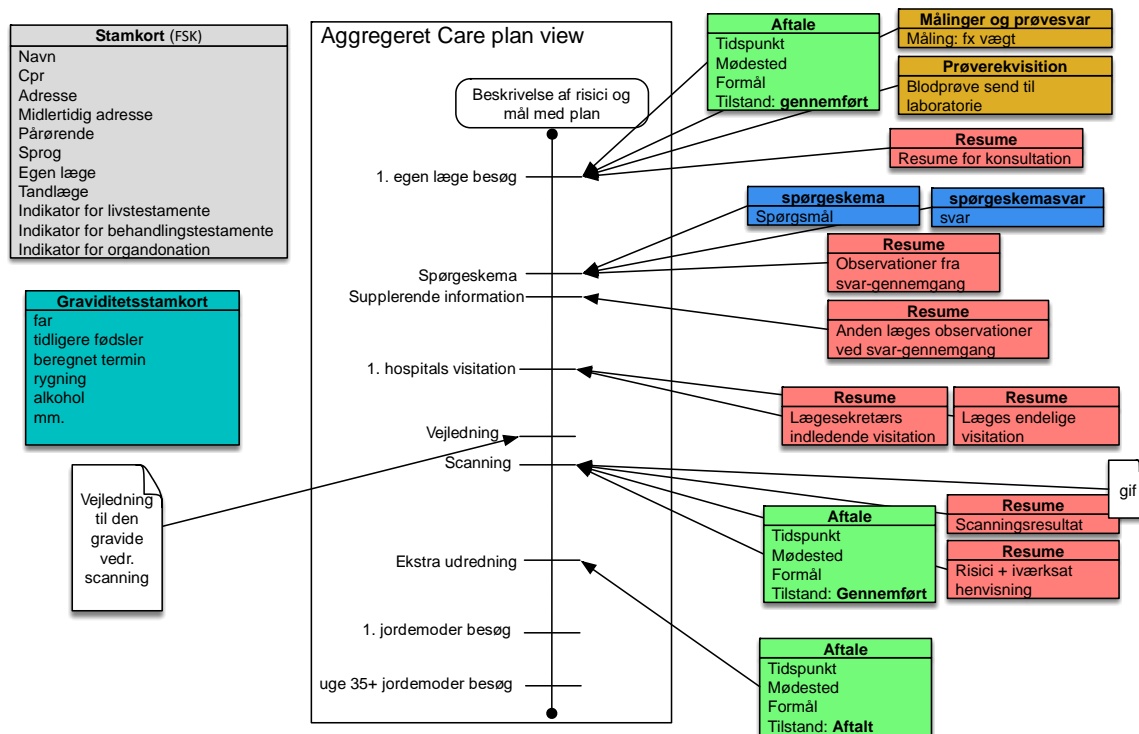 Stamkort (FSK)
Navn
Cpr
Adresse
Midlertidig adresse
Pårørende
Sprog
Egen læge
Tandlæge
Indikator for livstestamente
Indikator for behandlingstestamente
Indikator for organdonation
Graviditetsstamkort
far
tidligere fødsler
beregnet termin
rygning
alkohol
mm.
Vejledning
til den
gravide
vedr.
scanning
Aggregeret Care plan view
Beskrivelse af risici og
mål med plan
1. egen læge besøg
Spørgeskema
Supplerende information
1. hospitals visitation
Vejledning
Scanning
Ekstra udredning
1. jordemoder besøg
uge 35+ jordemoder besøg
Aftale
Tidspunkt
Mødested
Formål
Tilstand: gennemført
Målinger og prøvesvar
Måling: fx vægt
Prøverekvisition
Blodprøve send til
laboratorie
Resume
Resume for konsultation
spørgeskema
Spørgsmål
spørgeskemasvar
svar
Resume
Observationer fra
svar-gennemgang
Resume
Anden læges observationer
ved svar-gennemgang
Resume
Lægesekretærs
indledende visitation
Resume
Læges endelige
visitation
gif
Resume
Scanningsresultat
Aftale
Tidspunkt
Mødested
Formål
Tilstand: Gennemført
Resume
Risici + iværksat
henvisning
Aftale
Tidspunkt
Mødested
Formål
Tilstand: Aftalt